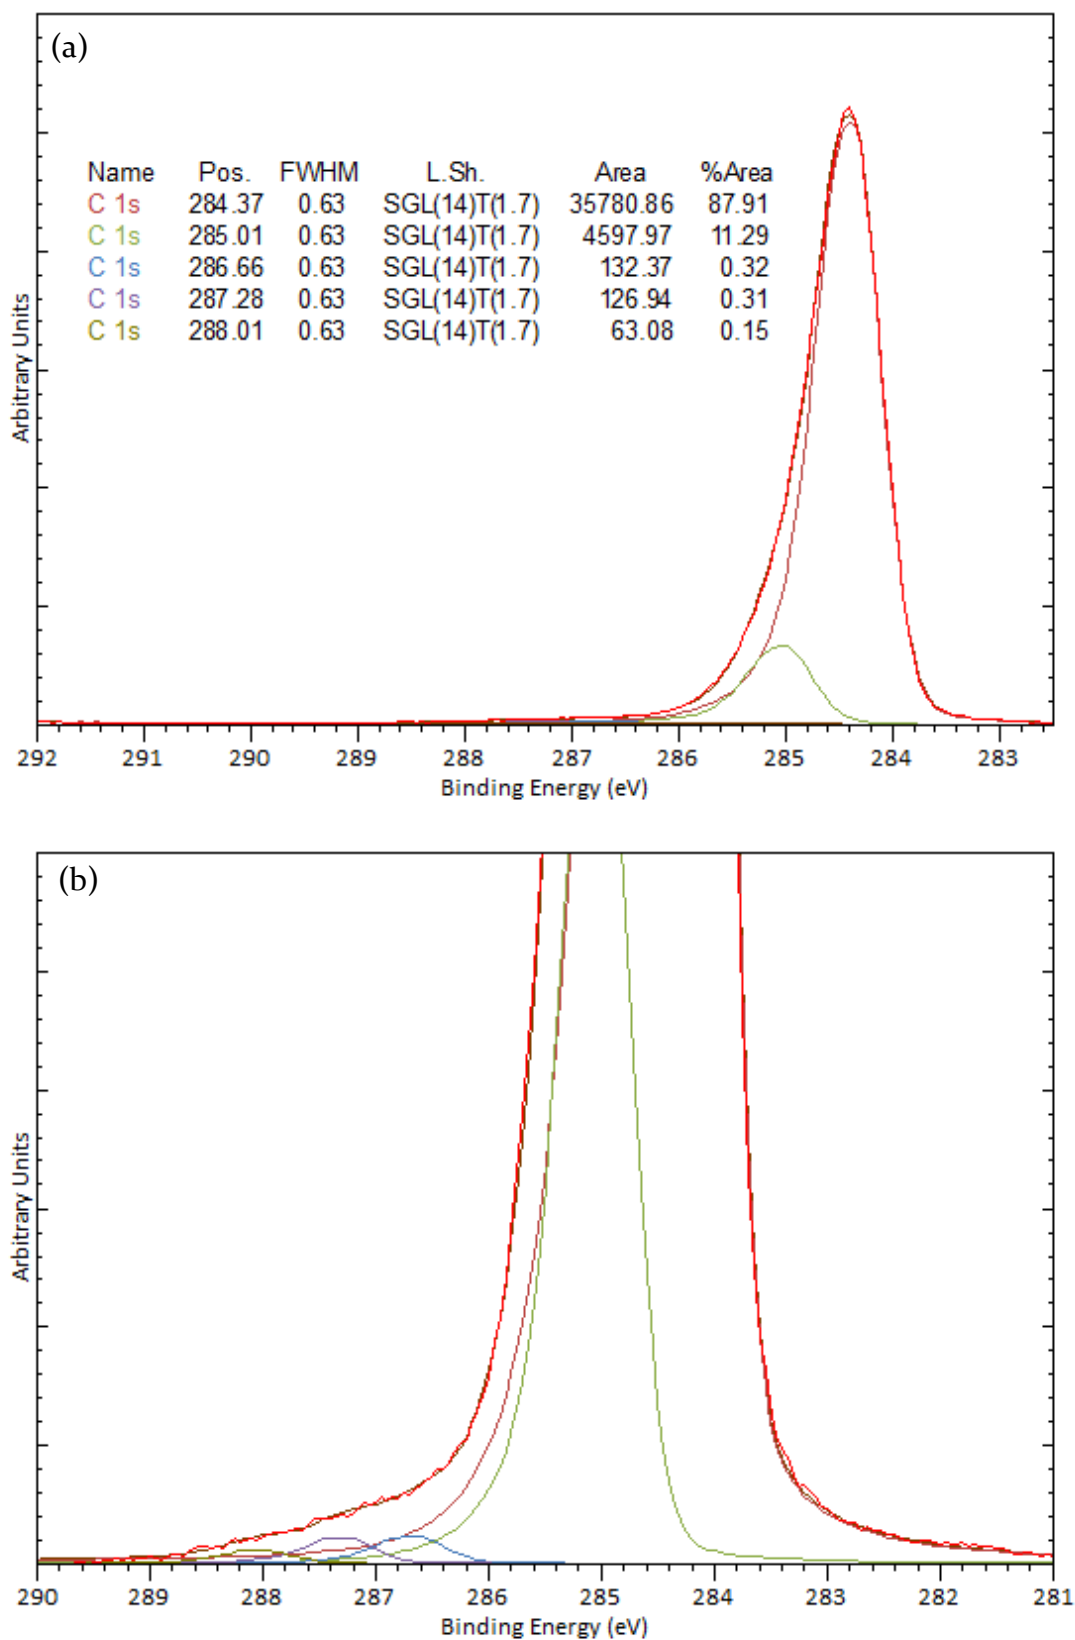 (a)
Name Pos. FWHM L.Sh. Area %Area
C 1s 284.37 0.63 SGL(14)T(1.7) 35780.86 87.91
C 1s 285.01 0.63 SGL(14)T(1.7) 4597.97 11.29
C 1s 286.66 0.63 SGL(14)T(1.7) 132.37 0.32
C 1s 287.28 0.63 SGL(14)T(1.7) 126.94 0.31
C 1s 288.01 0.63 SGL(14)T(1.7) 63.08 0.15
Arbitrary Units
292 291 290 289 288 287 286 285 284 283
Binding Energy (eV)
(b)
Arbitrary Units
290 289 288 287 286 285 284 283 282 281
Binding Energy (eV)